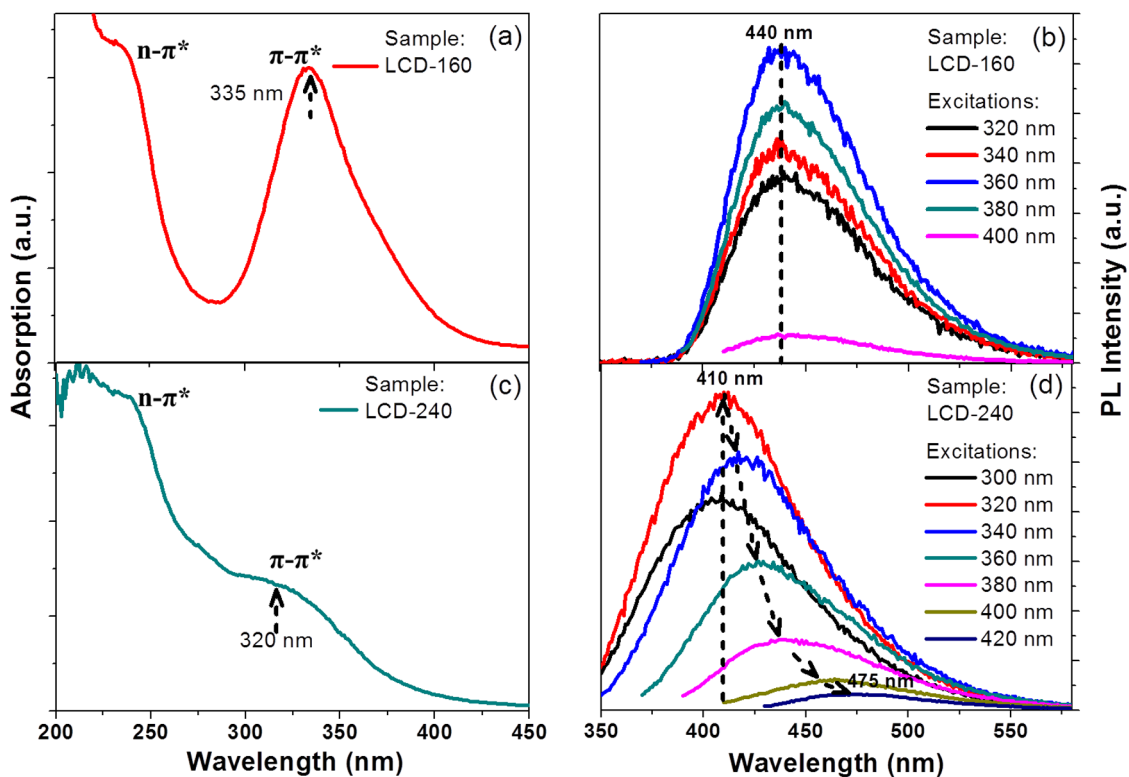 Absorption (a.u.)
n-π*
π-π*
335 nm
Sample:
LCD-160
(a)
440 nm
(b)
Sample:
LCD-160
Excitations:
320 nm
340 nm
360 nm
380 nm
400 nm
n-π*
π-π*
320 nm
Sample:
LCD-240
(c)
200 250 300 350 400 450
Wavelength (nm)
410 nm
475 nm
(d)
Sample:
LCD-240
Excitations:
300 nm
320 nm
340 nm
360 nm
380 nm
400 nm
420 nm
350 400 450 500 550
Wavelength (nm)
PL Intensity (a.u.)